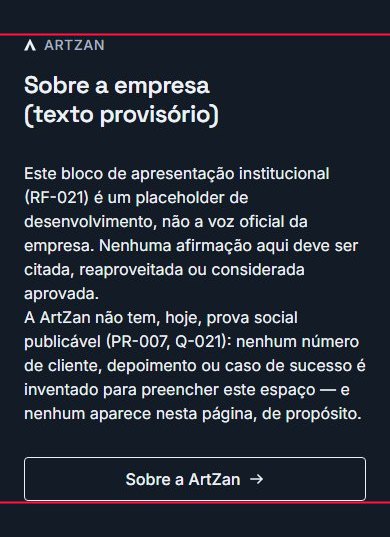 ARTZAN
Sobre a empresa
(texto provisório)
Este bloco de apresentação institucional
(RF-021) é um placeholder de
desenvolvimento, não a voz oficial da
empresa. Nenhuma afirmação aqui deve ser
citada, reaproveitada ou considerada
aprovada.
A ArtZan não tem, hoje, prova social
publicável (PR-007, Q-021): nenhum número
de cliente, depoimento ou caso de sucesso é
inventado para preencher este espaço — e
nenhum aparece nesta página, de propósito.
Sobre a ArtZan →